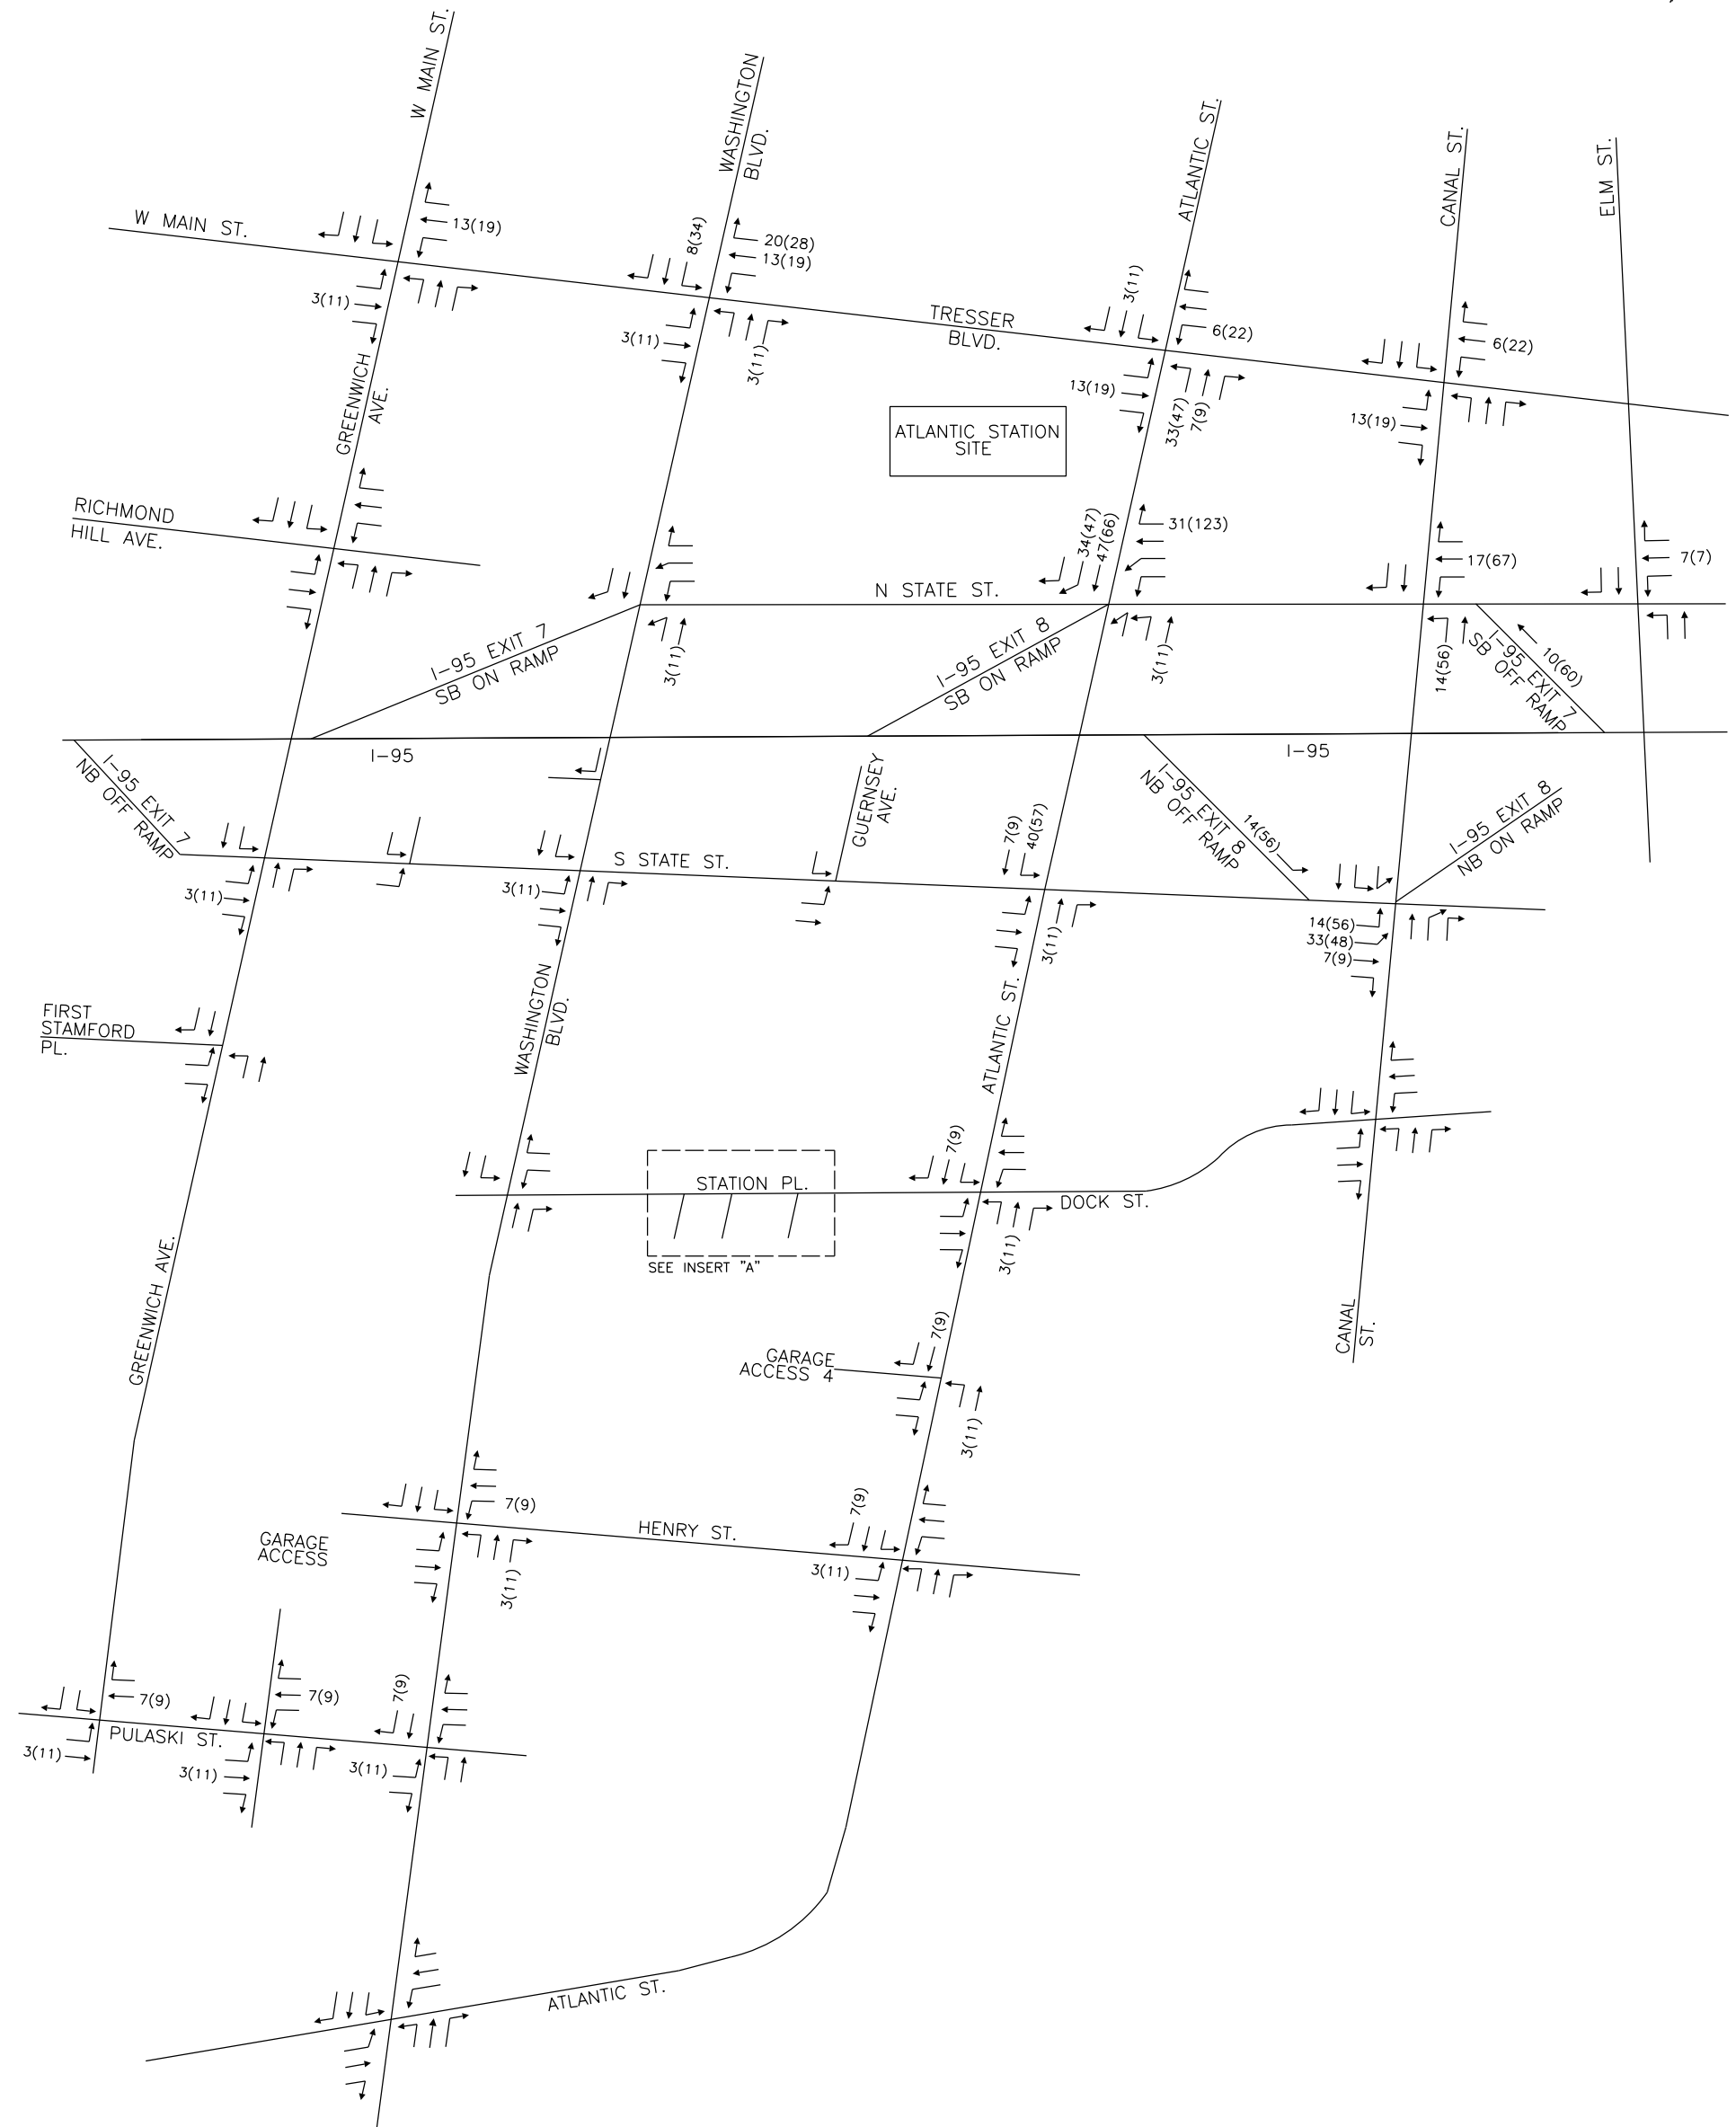 W MAIN ST.
WASHINGTON
BLVD.
ATLANTIC ST.
CANAL ST.
ELM ST.
W MAIN ST.
13(19)
8(34)
20(28)
13(19)
3(11)
3(11)
3(11)
3(11)
TRESSER
BLVD.
6(22)
6(22)
13(19)
33(47)
7(9)
13(19)
GREENWICH
AVE.
ATLANTIC STATION
SITE
RICHMOND
HILL AVE.
34(47)
47(66)
31(123)
17(67)
7(7)
N STATE ST.
I-95 EXIT 7
SB ON RAMP
3(11)
I-95 EXIT 8
SB ON RAMP
3(11)
14(56)
I-95 EXIT 7
SB OFF RAMP
10(60)
I-95
I-95
I-95 EXIT 7
NB OFF RAMP
GUERNSEY
AVE.
I-95 EXIT 8
NB OFF RAMP
14(56)
I-95 EXIT 8
NB ON RAMP
7(9)
40(57)
S STATE ST.
3(11)
3(11)
3(11)
14(56)
33(48)
7(9)
WASHINGTON
BLVD.
ATLANTIC ST.
FIRST
STAMFORD
PL.
7(9)
STATION PL.
DOCK ST.
3(11)
SEE INSERT "A"
GREENWICH AVE.
CANAL
ST.
7(9)
GARAGE
ACCESS 4
3(11)
7(9)
HENRY ST.
7(9)
GARAGE
ACCESS
3(11)
3(11)
7(9)
7(9)
7(9)
PULASKI ST.
3(11)
3(11)
3(11)
ATLANTIC ST.